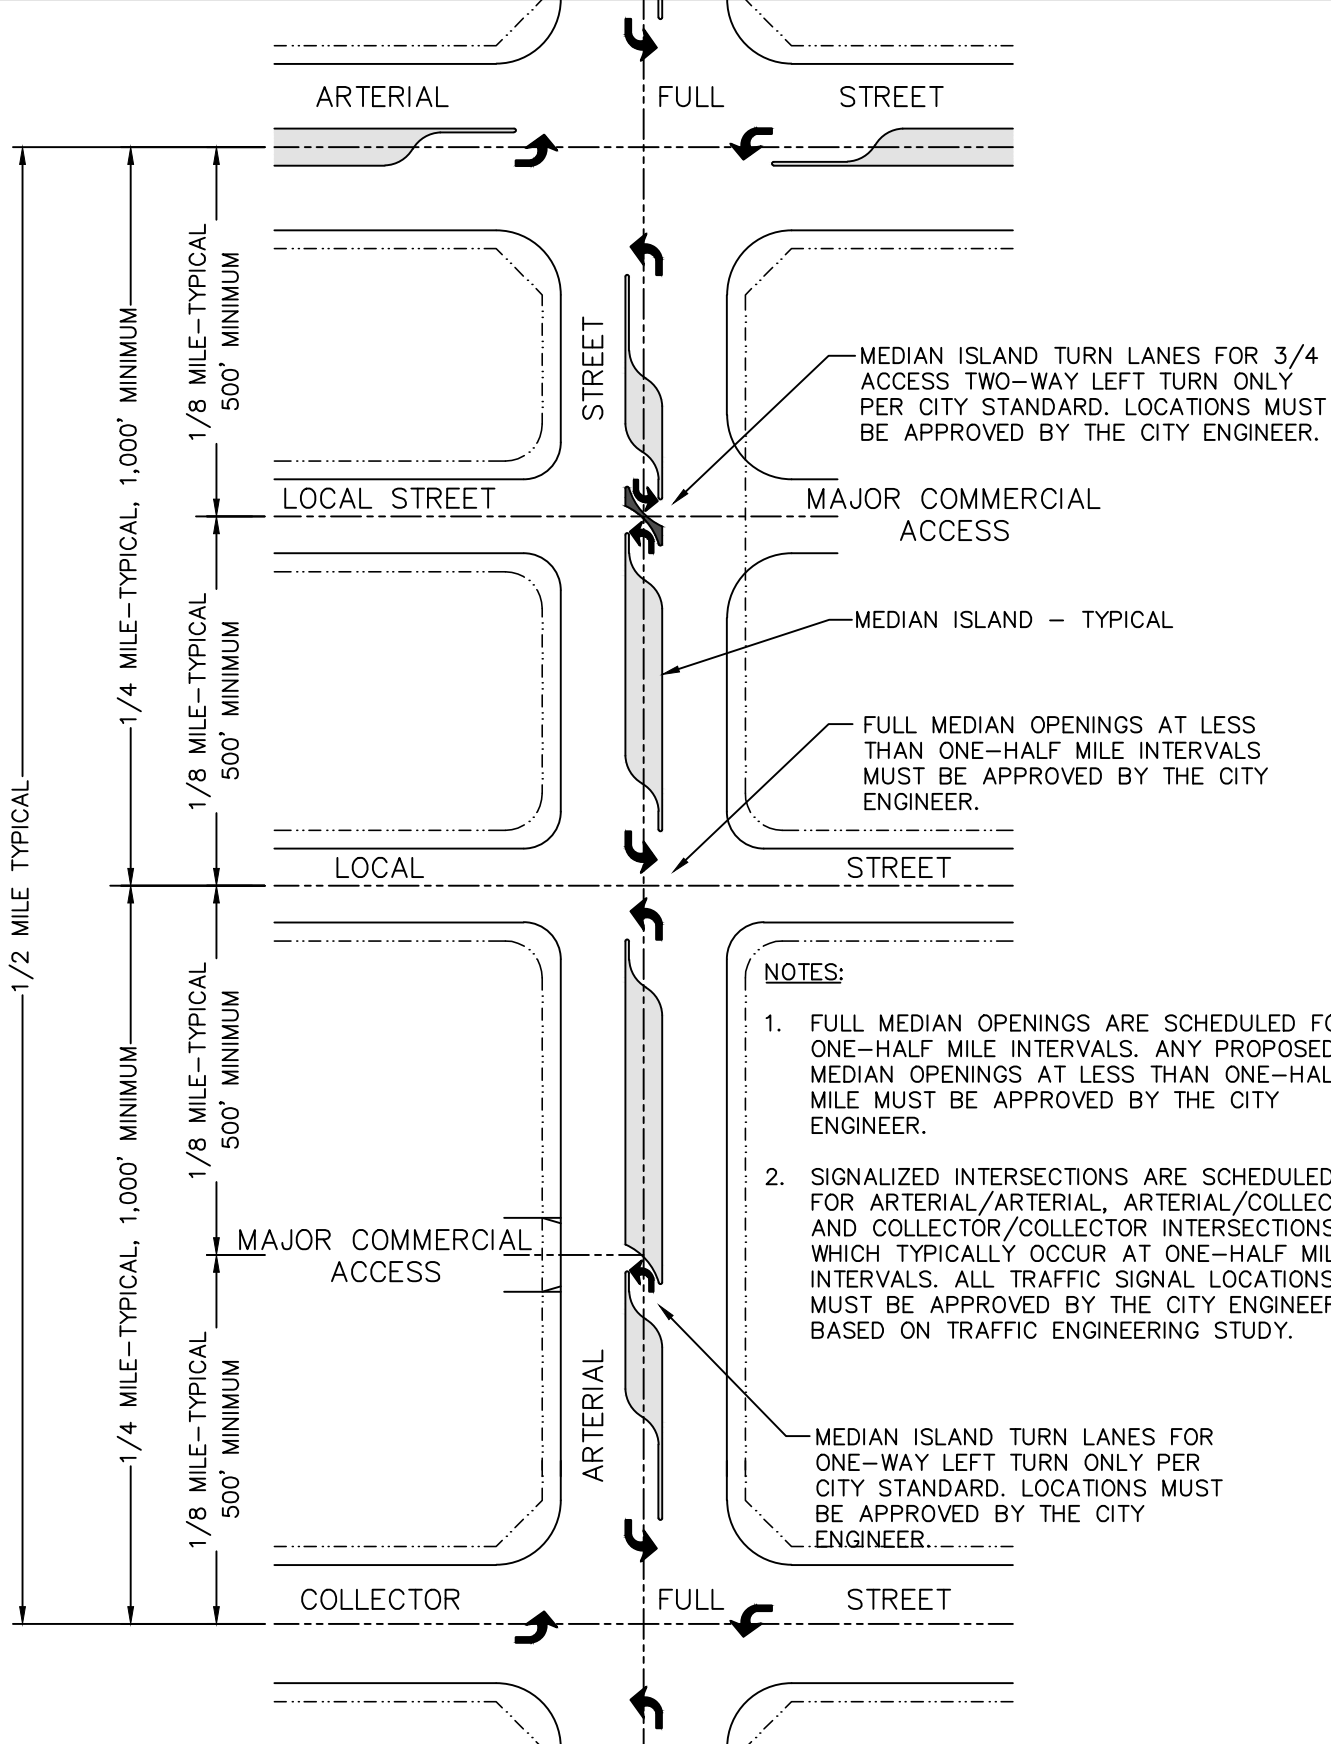 ARTERIAL FULL STREET
1/8 MILE-TYPICAL
500' MINIMUM
1/4 MILE-TYPICAL, 1,000' MINIMUM
STREET
MEDIAN ISLAND TURN LANES FOR 3/4
ACCESS TWO-WAY LEFT TURN ONLY
PER CITY STANDARD. LOCATIONS MUST
BE APPROVED BY THE CITY ENGINEER.
LOCAL STREET
MAJOR COMMERCIAL
ACCESS
1/8 MILE-TYPICAL
500' MINIMUM
MEDIAN ISLAND - TYPICAL
FULL MEDIAN OPENINGS AT LESS
THAN ONE-HALF MILE INTERVALS
MUST BE APPROVED BY THE CITY
ENGINEER.
1/2 MILE TYPICAL
LOCAL STREET
1/8 MILE-TYPICAL
500' MINIMUM
1/4 MILE-TYPICAL, 1,000' MINIMUM
NOTES:
1. FULL MEDIAN OPENINGS ARE SCHEDULED FO
ONE-HALF MILE INTERVALS. ANY PROPOSED
MEDIAN OPENINGS AT LESS THAN ONE-HAL
MILE MUST BE APPROVED BY THE CITY
ENGINEER.
2. SIGNALIZED INTERSECTIONS ARE SCHEDULED
FOR ARTERIAL/ARTERIAL, ARTERIAL/COLLEC
AND COLLECTOR/COLLECTOR INTERSECTIONS
WHICH TYPICALLY OCCUR AT ONE-HALF MIL
INTERVALS. ALL TRAFFIC SIGNAL LOCATIONS
MUST BE APPROVED BY THE CITY ENGINEER
BASED ON TRAFFIC ENGINEERING STUDY.
MAJOR COMMERCIAL
ACCESS
1/8 MILE-TYPICAL
500' MINIMUM
ARTERIAL
MEDIAN ISLAND TURN LANES FOR
ONE-WAY LEFT TURN ONLY PER
CITY STANDARD. LOCATIONS MUST
BE APPROVED BY THE CITY
ENGINEER.
COLLECTOR FULL STREET